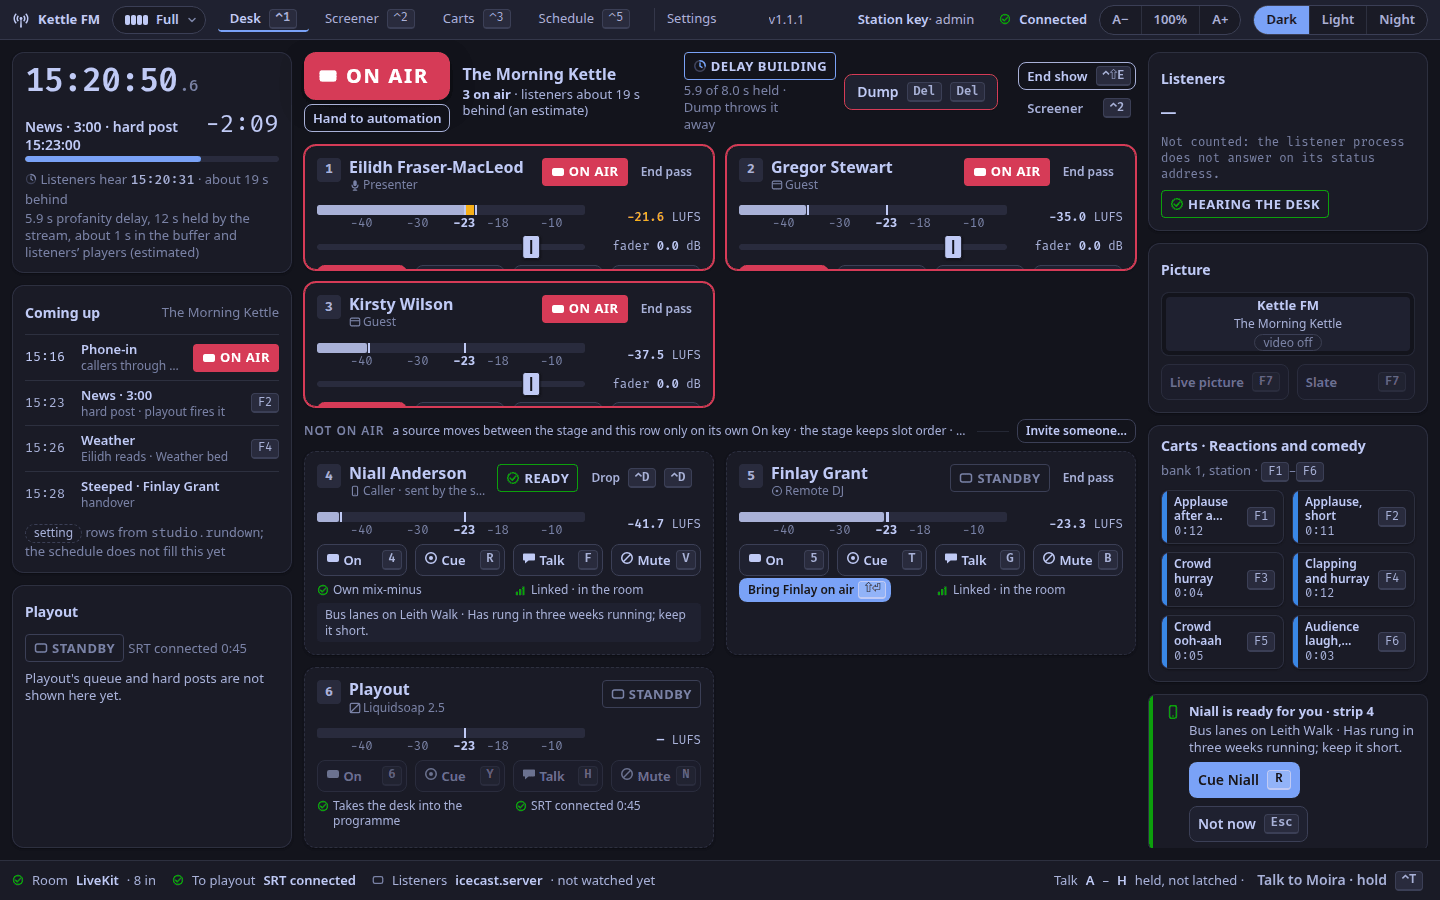 Kettle FM Full Desk ^1 Screener ^2 Carts ^3 Schedule ^5 Settings v1.1.1 Station key · admin Connected A− 100% A+ Dark Light Night
15:20:50.6
News · 3:00 · hard post
15:23:00
−2:09
Listeners hear 15:20:31 · about 19 s
behind
5.9 s profanity delay, 12 s held by the
stream, about 1 s in the buffer and
listeners’ players (estimated)
Coming up The Morning Kettle
15:16 Phone-in
callers through ...
ON AIR
15:23 News · 3:00
hard post · playout fires it
F2
15:26 Weather
Eilidh reads · Weather bed
F4
15:28 Steeped · Finlay Grant
handover
setting rows from studio.rundown;
the schedule does not fill this yet
Playout
STANDBY SRT connected 0:45
Playout's queue and hard posts are not
shown here yet.
ON AIR
Hand to automation
The Morning Kettle
3 on air · listeners about 19 s
behind (an estimate)
DELAY BUILDING
5.9 of 8.0 s held ·
Dump throws it
away
Dump Del Del
End show ^⇧E
Screener ^2
1 Eilidh Fraser-MacLeod ON AIR End pass
Presenter
−21.6 LUFS
-40 -30 −23 -18 -10
fader 0.0 dB
2 Gregor Stewart ON AIR End pass
Guest
−35.0 LUFS
-40 -30 −23 -18 -10
fader 0.0 dB
3 Kirsty Wilson ON AIR End pass
Guest
−37.5 LUFS
-40 -30 −23 -18 -10
fader 0.0 dB
NOT ON AIR a source moves between the stage and this row only on its own On key · the stage keeps slot order · ... Invite someone...
4 Niall Anderson READY Drop ^D ^D
Caller · sent by the s...
−41.7 LUFS
-40 -30 −23 -18 -10
On 4 Cue R Talk F Mute V
Own mix-minus Linked · in the room
Bus lanes on Leith Walk · Has rung in three weeks running; keep
it short.
5 Finlay Grant STANDBY End pass
Remote DJ
−23.3 LUFS
-40 -30 −23 -18 -10
On 5 Cue T Talk G Mute B
Bring Finlay on air ⇧⏎ Linked · in the room
6 Playout STANDBY
Liquidsoap 2.5
– LUFS
-40 -30 −23 -18 -10
On 6 Cue Y Talk H Mute N
Takes the desk into the
programme
SRT connected 0:45
Listeners
—
Not counted: the listener process
does not answer on its status
address.
HEARING THE DESK
Picture
Kettle FM
The Morning Kettle
video off
Live picture F7 Slate F7
Carts · Reactions and comedy
bank 1, station · F1–F6
Applause
after a...
0:12
F1
Applause,
short
0:11
F2
Crowd
hurray
0:04
F3
Clapping
and hurray
0:12
F4
Crowd
ooh-aah
0:05
F5
Audience
laugh,...
0:03
F6
Niall is ready for you · strip 4
Bus lanes on Leith Walk · Has rung in
three weeks running; keep it short.
Cue Niall R
Not now Esc
Room LiveKit · 8 in To playout SRT connected Listeners icecast.server · not watched yet Talk A – H held, not latched · Talk to Moira · hold ^T